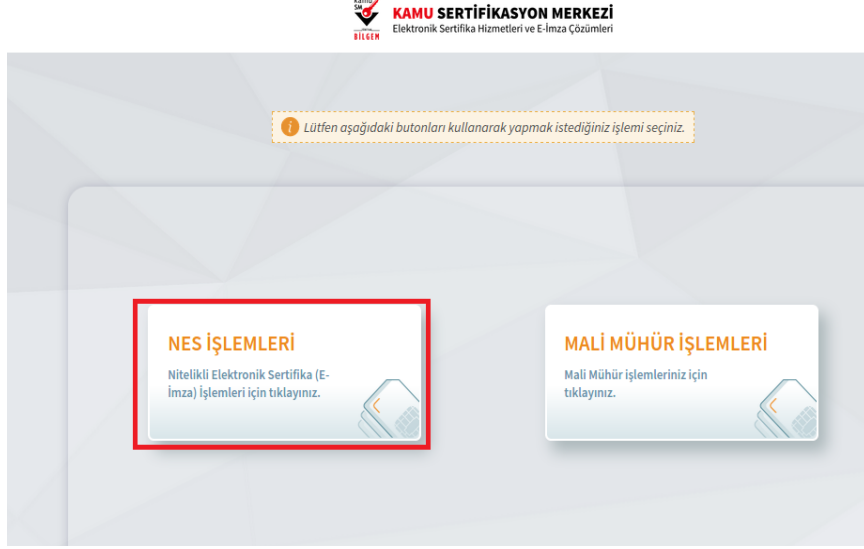 kamu
SM
BİLGEM
KAMU SERTİFİKASYON MERKEZİ
Elektronik Sertifika Hizmetleri ve E-İmza Çözümleri
i Lütfen aşağıdaki butonları kullanarak yapmak istediğiniz işlemi seçiniz.
NES İŞLEMLERİ
Nitelikli Elektronik Sertifika (E-
İmza) İşlemleri için tıklayınız.
MALİ MÜHÜR İŞLEMLERİ
Mali Mühür işlemleriniz için
tıklayınız.